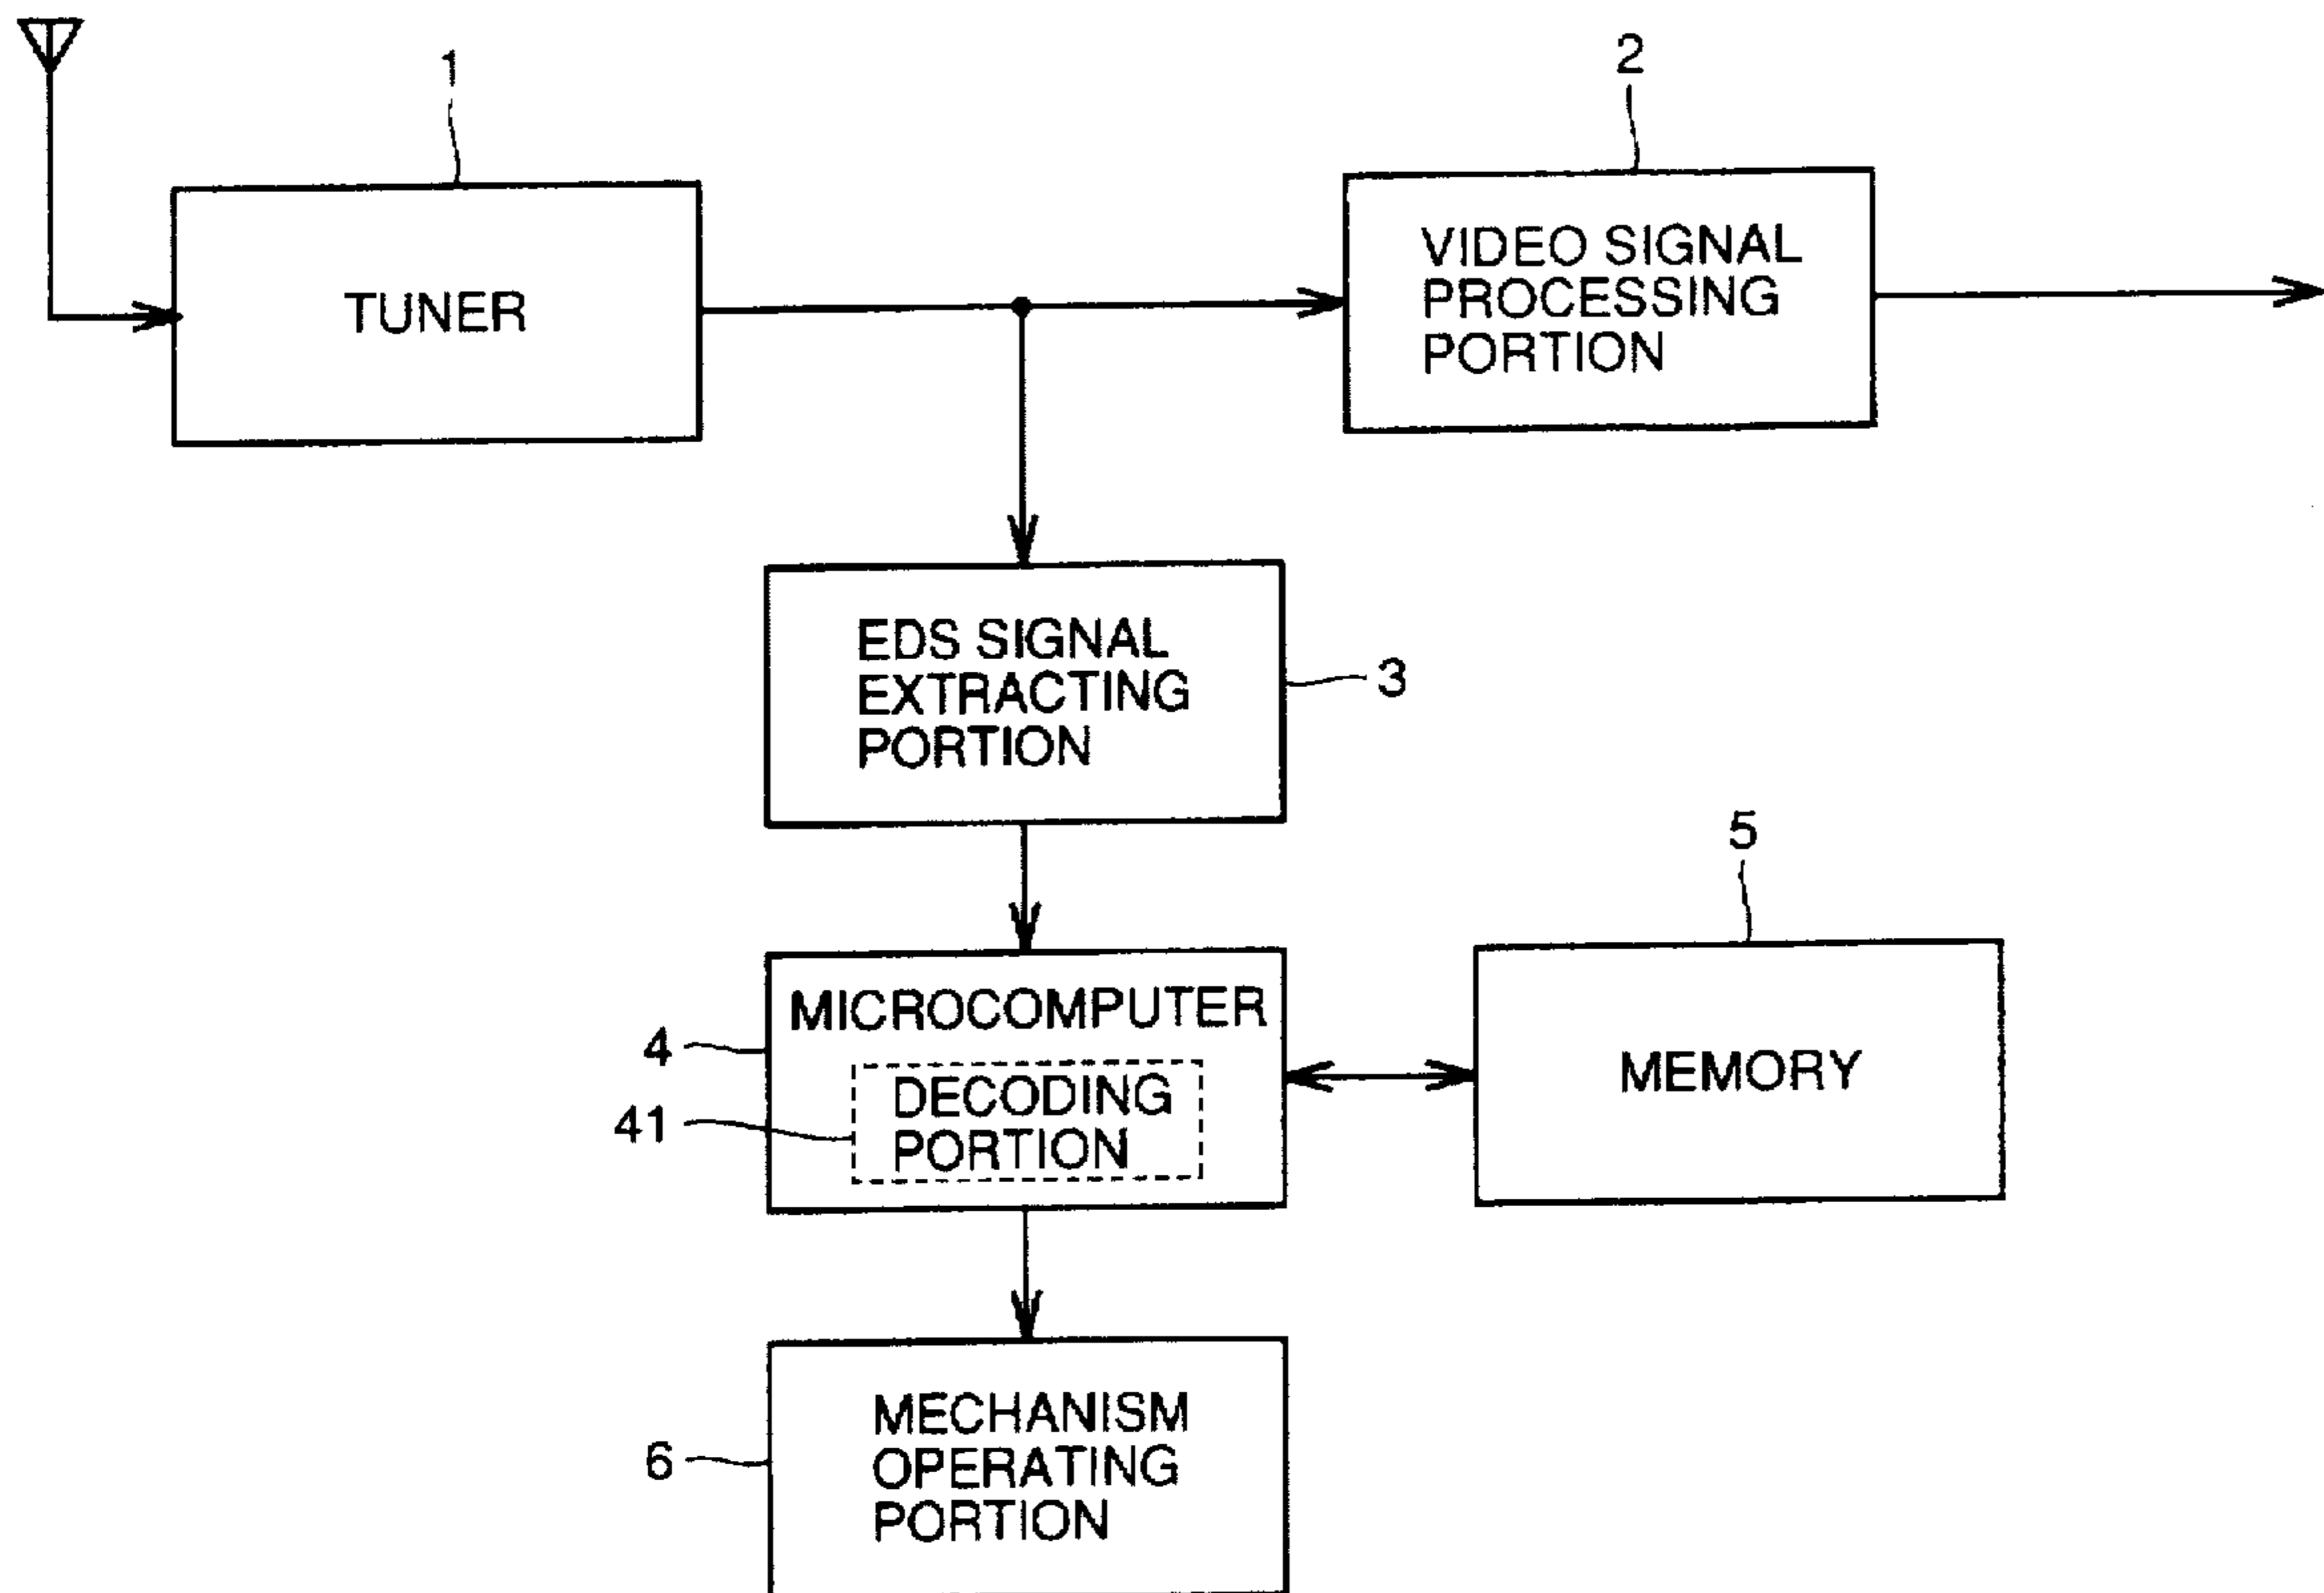 1
2
TUNER
VIDEO SIGNAL
PROCESSING
PORTION
EDS SIGNAL
EXTRACTING
PORTION
3
5
MICROCOMPUTER
4
DECODING
PORTION
41
MEMORY
MECHANISM
OPERATING
PORTION
6